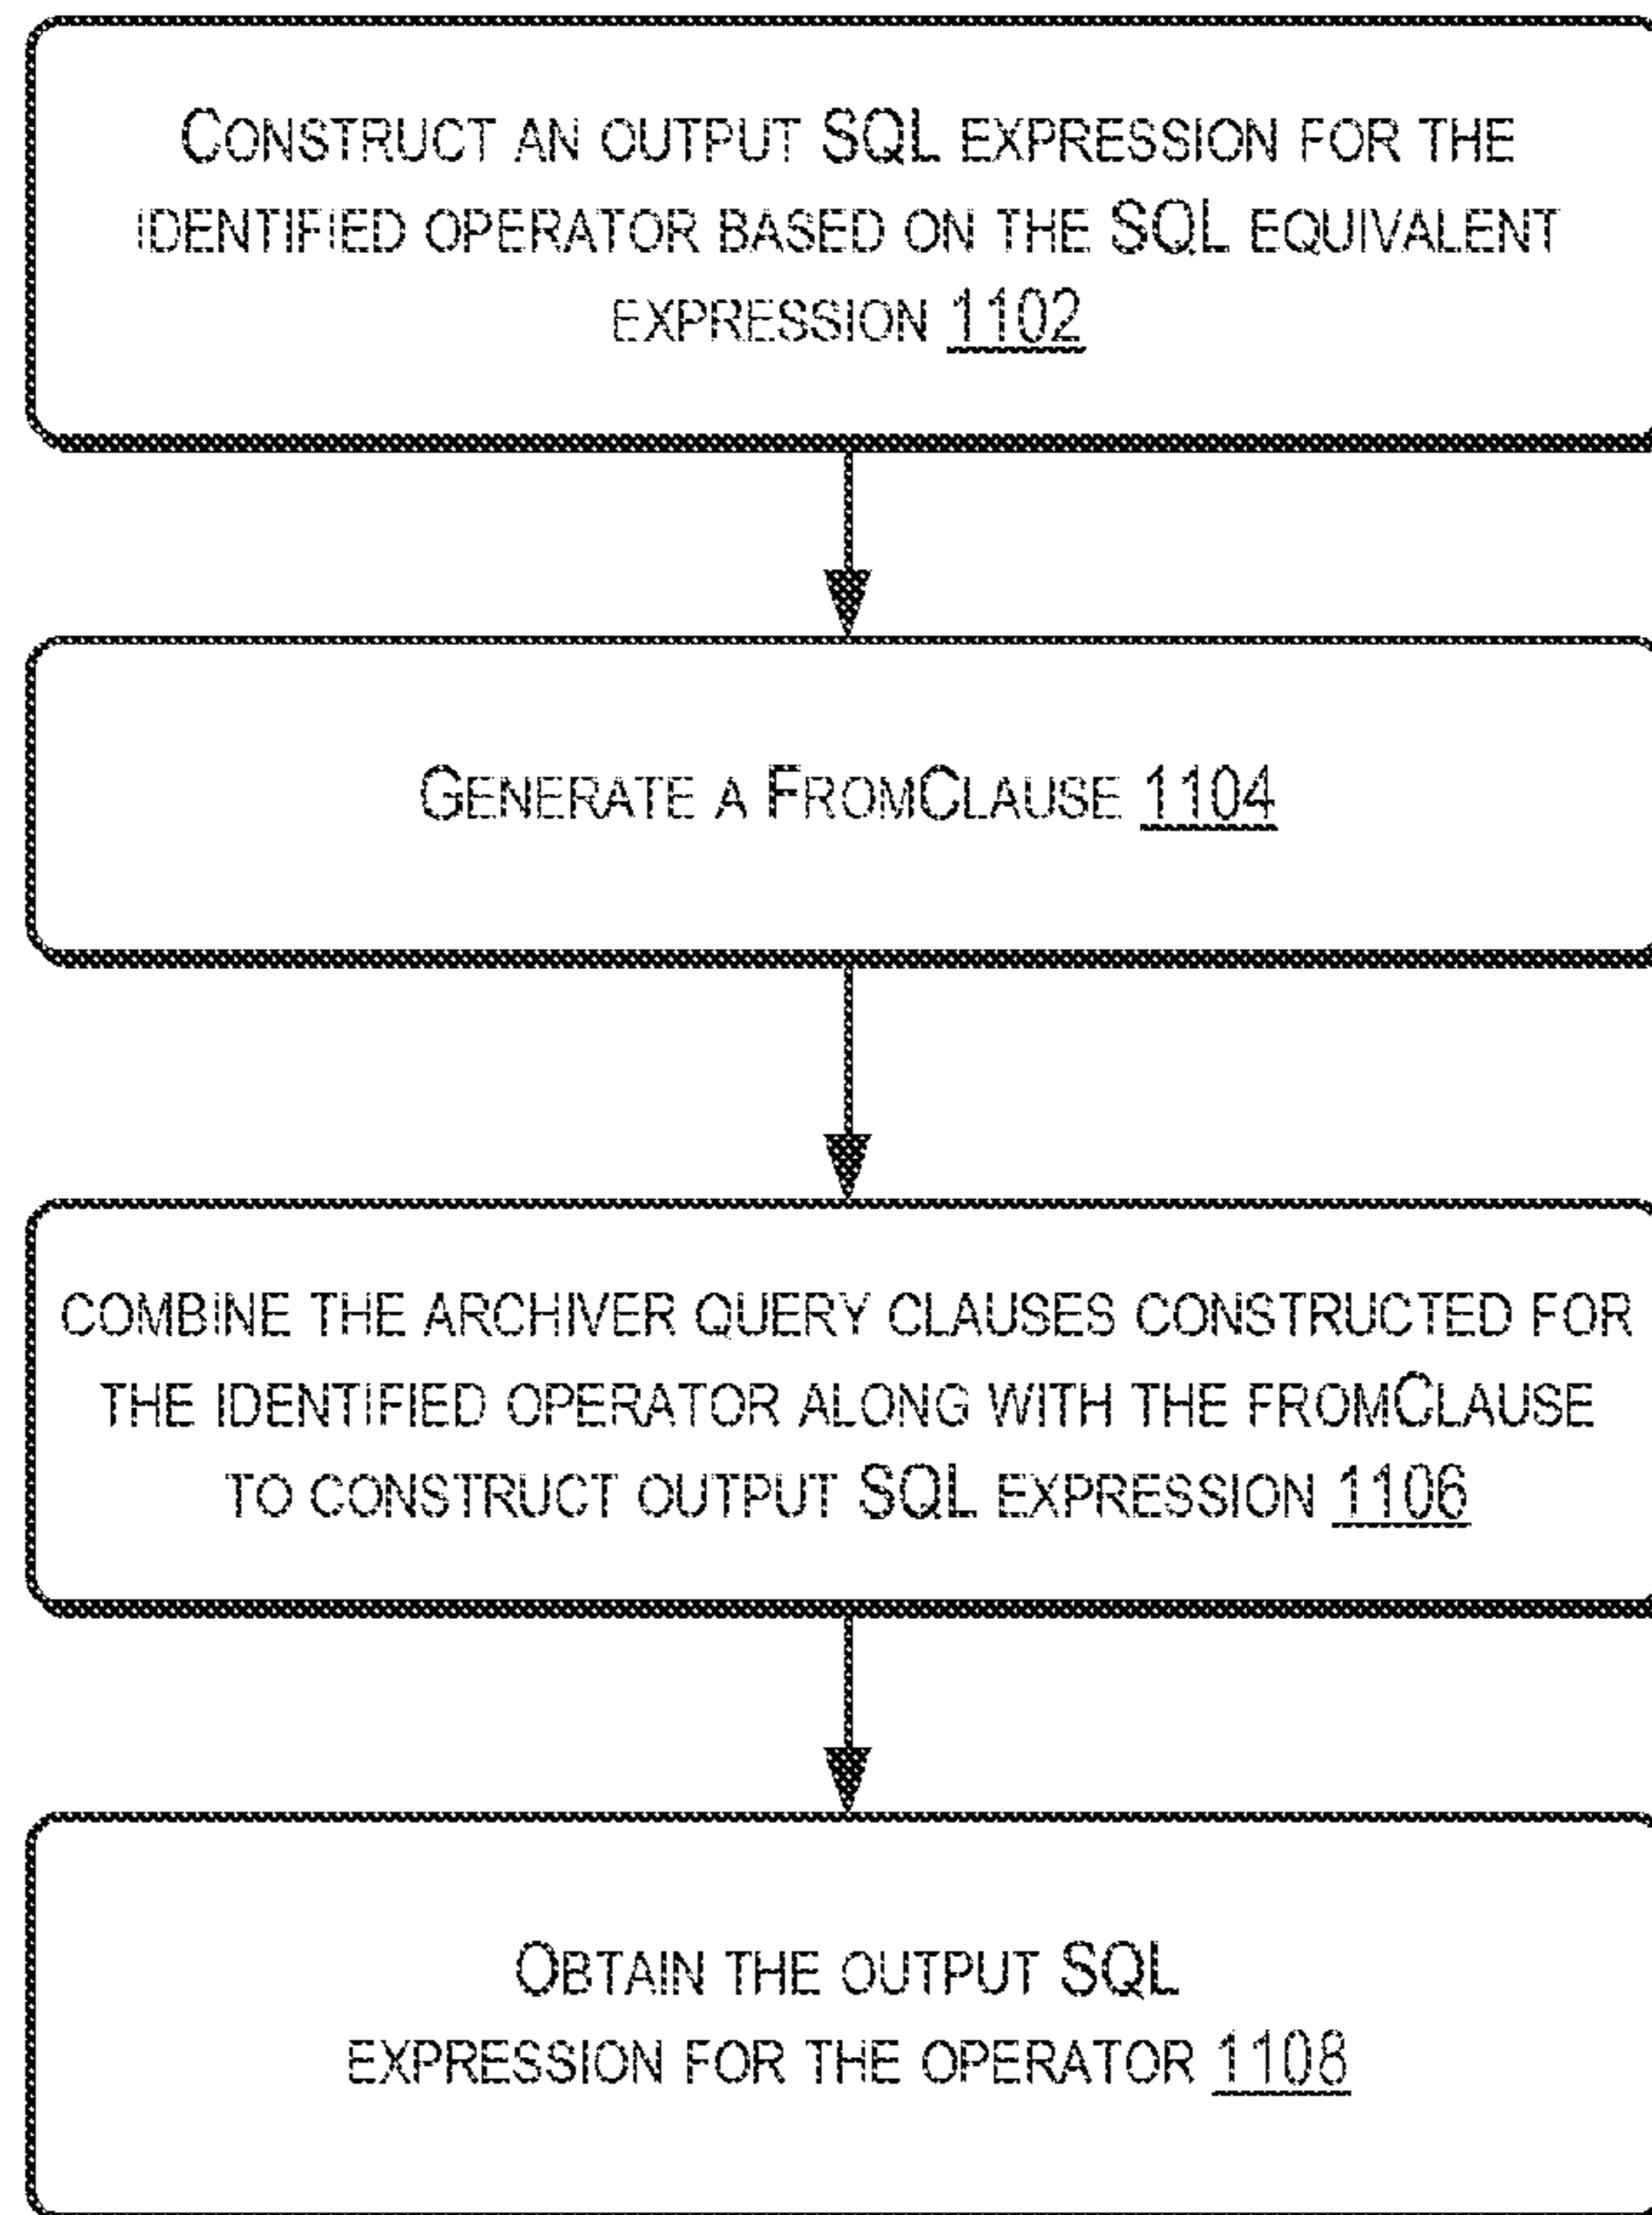 CONSTRUCT AN OUTPUT SQL EXPRESSION FOR THE
IDENTIFIED OPERATOR BASED ON THE SQL EQUIVALENT
EXPRESSION 1102
GENERATE A FROMCLAUSE 1104
COMBINE THE ARCHIVER QUERY CLAUSES CONSTRUCTED FOR
THE IDENTIFIED OPERATOR ALONG WITH THE FROMCLAUSE
TO CONSTRUCT OUTPUT SQL EXPRESSION 1106
OBTAIN THE OUTPUT SQL
EXPRESSION FOR THE OPERATOR 1108